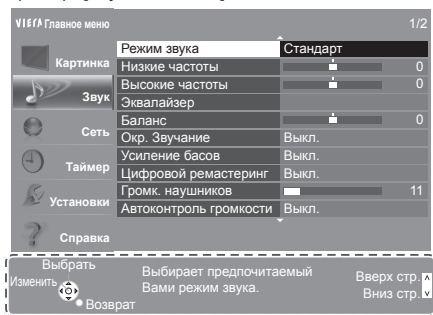 VIErA Главное меню 1/2
Картинка
Звук
Сеть
Таймер
Установки
Справка
Режим звука Стандарт
Низкие частоты 0
Высокие частоты 0
Эквалайзер
Баланс 0
Окр. Звучание Выкл.
Усиление басов Выкл.
Цифровой ремастеринг Выкл.
Громк. наушников 11
Автоконтроль громкости Выкл.
Выбрать
Изменить
Возврат
Выбирает предпочитаемый
Вами режим звука.
Вверх стр.
Вниз стр.